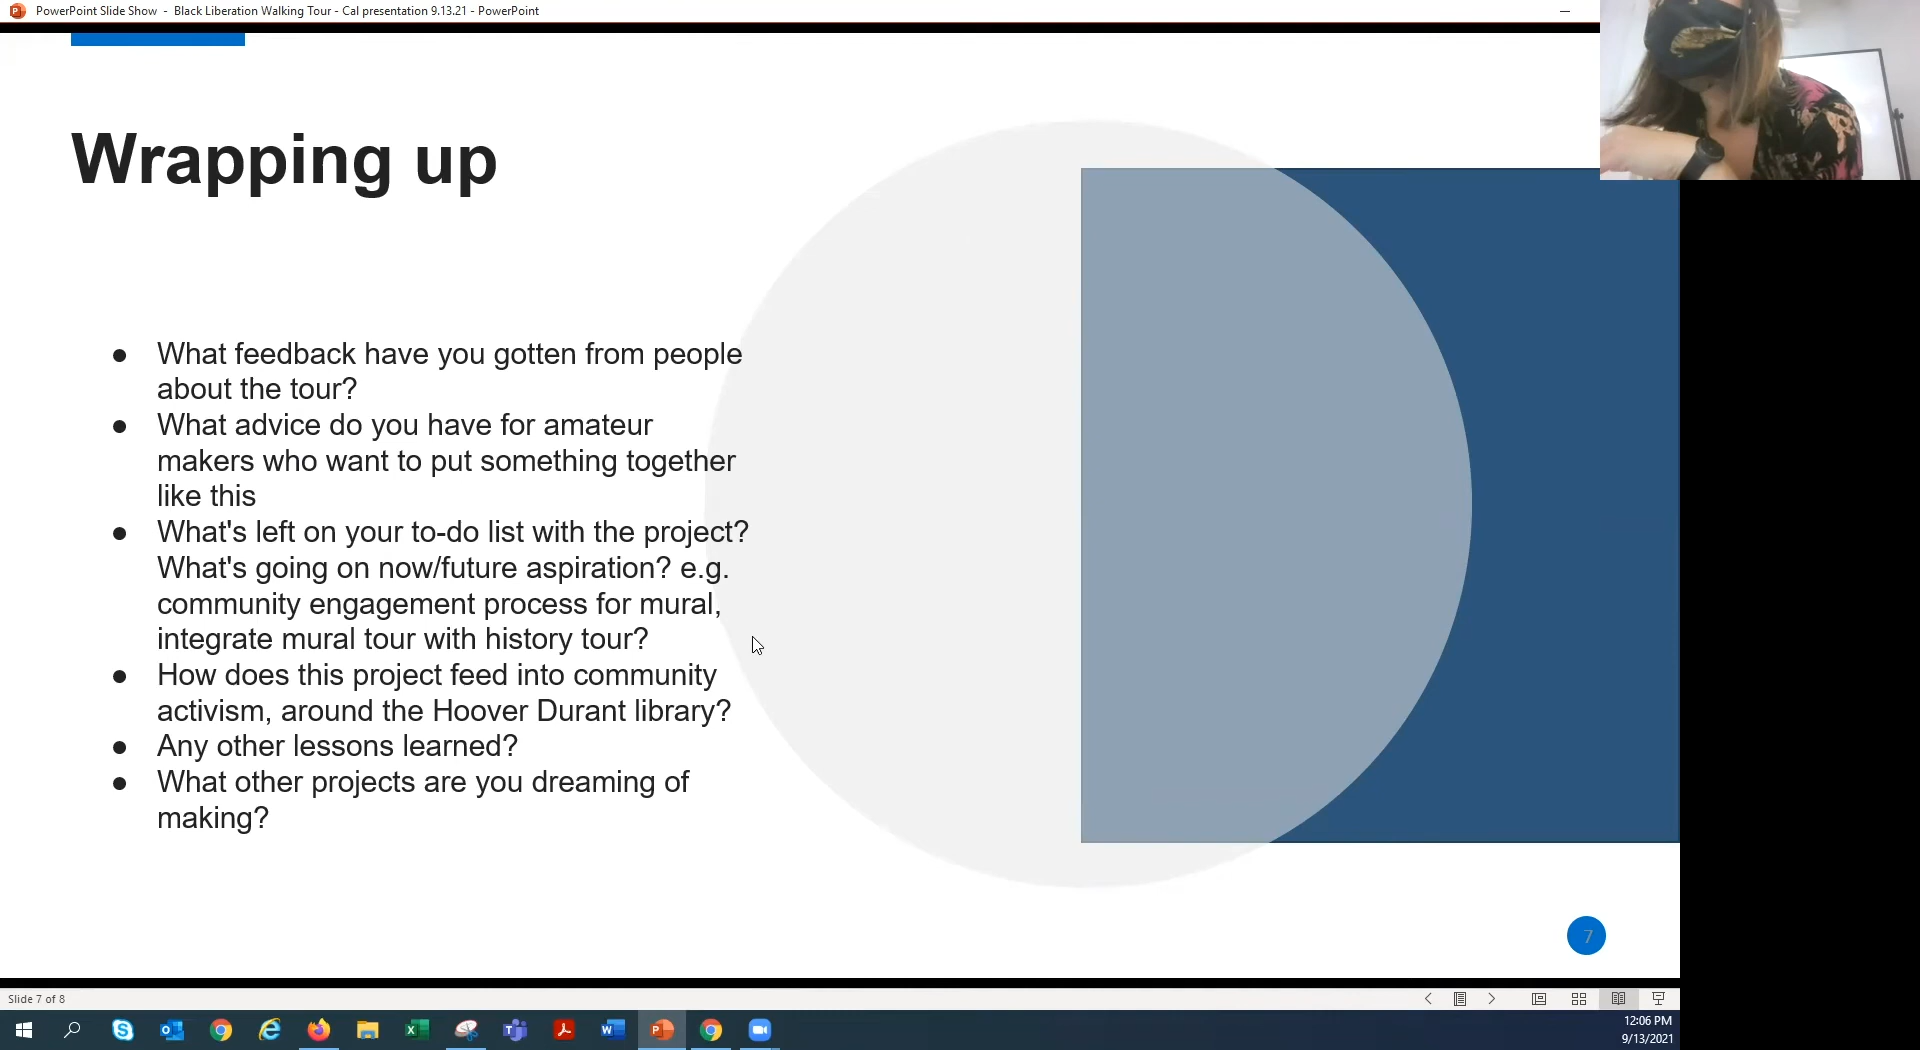 PowerPoint Slide Show - Black Liberation Walking Tour - Cal presentation 9.13.21 - PowerPoint
Wrapping up
● What feedback have you gotten from people
about the tour?
● What advice do you have for amateur
makers who want to put something together
like this
● What's left on your to-do list with the project?
What's going on now/future aspiration? e.g.
community engagement process for mural,
integrate mural tour with history tour?
● How does this project feed into community
activism, around the Hoover Durant library?
● Any other lessons learned?
● What other projects are you dreaming of
making?
7
Slide 7 of 8
12:06 PM
9/13/2021